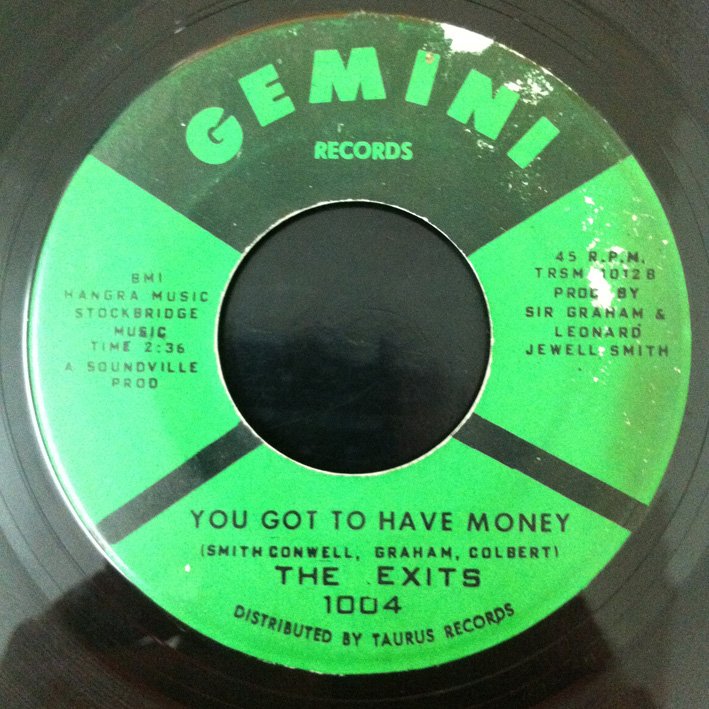 GEMINI
RECORDS
BMI
HANGRA MUSIC
STOCKBRIDGE
MUSIC
TIME 2:36
A SOUNDVILLE
PROD
45 R.P.M.
TRSM 1012B
PROD BY
SIR GRAHAM &
LEONARD
JEWELL SMITH
YOU GOT TO HAVE MONEY
(SMITH CONWELL, GRAHAM, COLBERT)
THE EXITS
1004
DISTRIBUTED BY TAURUS RECORDS